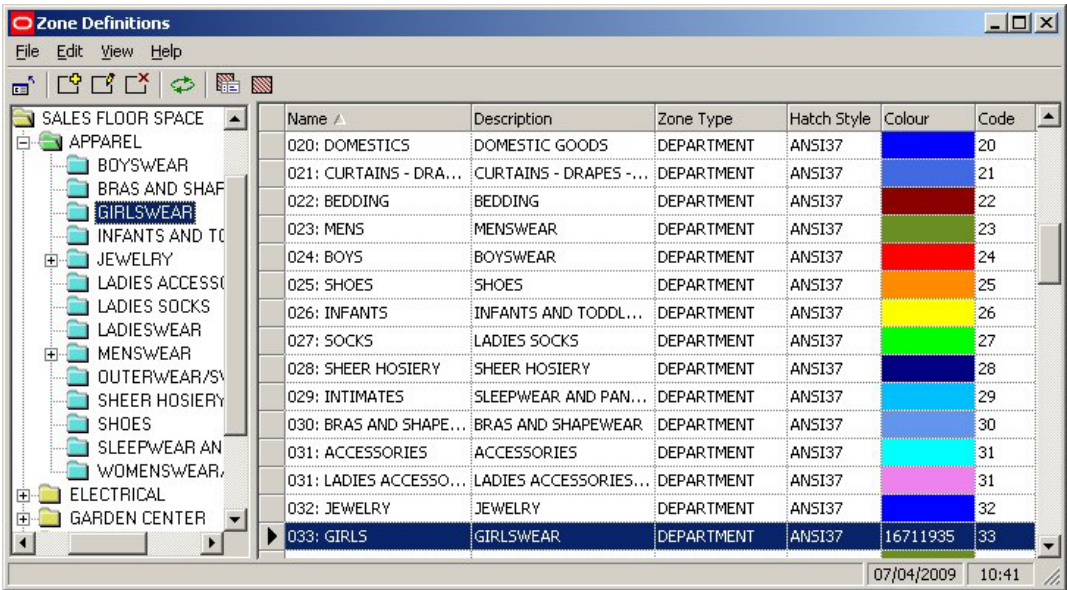 Zone Definitions
File Edit View Help
SALES FLOOR SPACE
APPAREL
BOYSWEAR
BRAS AND SHAF
GIRLSWEAR
INFANTS AND TO
JEWELRY
LADIES ACCESS
LADIES SOCKS
LADIESWEAR
MENSWEAR
OUTERWEAR/S
SHEER HOSIERY
SHOES
SLEEPWEAR AN
WOMENSWEAR/
ELECTRICAL
GARDEN CENTER
Name Description Zone Type Hatch Style Colour Code
020: DOMESTICS DOMESTIC GOODS DEPARTMENT ANSI37 20
021: CURTAINS - DRA... CURTAINS - DRAPES -... DEPARTMENT ANSI37 21
022: BEDDING BEDDING DEPARTMENT ANSI37 22
023: MENS MENSWEAR DEPARTMENT ANSI37 23
024: BOYS BOYSWEAR DEPARTMENT ANSI37 24
025: SHOES SHOES DEPARTMENT ANSI37 25
026: INFANTS INFANTS AND TODDL... DEPARTMENT ANSI37 26
027: SOCKS LADIES SOCKS DEPARTMENT ANSI37 27
028: SHEER HOSIERY SHEER HOSIERY DEPARTMENT ANSI37 28
029: INTIMATES SLEEPWEAR AND PAN... DEPARTMENT ANSI37 29
030: BRAS AND SHAPE... BRAS AND SHAPEWEAR DEPARTMENT ANSI37 30
031: ACCESSORIES ACCESSORIES DEPARTMENT ANSI37 31
031: LADIES ACCESSO... LADIES ACCESSORIES... DEPARTMENT ANSI37 31
032: JEWELRY JEWELRY DEPARTMENT ANSI37 32
033: GIRLS GIRLSWEAR DEPARTMENT ANSI37 16711935 33
07/04/2009 10:41